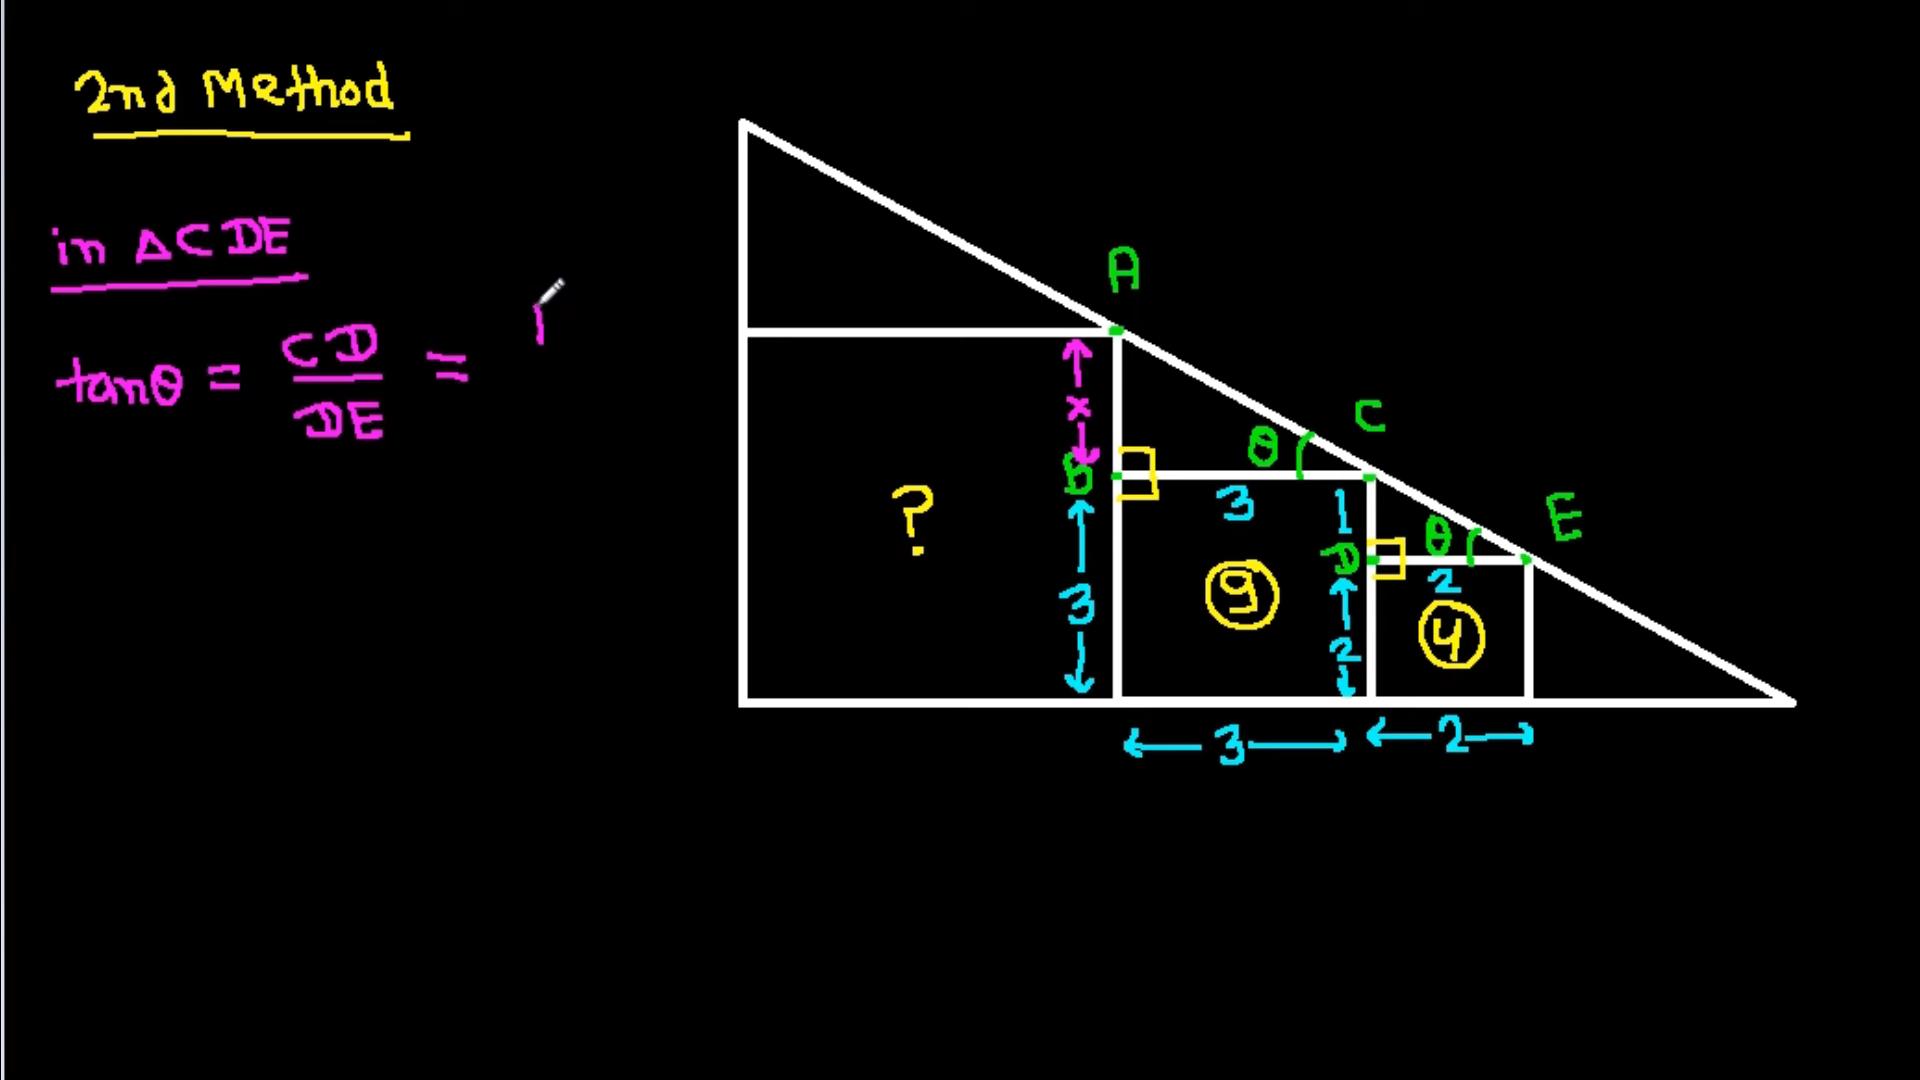 2nd Method
in ΔCDE
tanθ = CD/DE = 1
A
x
B
3
?
θ
C
3
1
9
D
2
θ
E
2
4
3
2